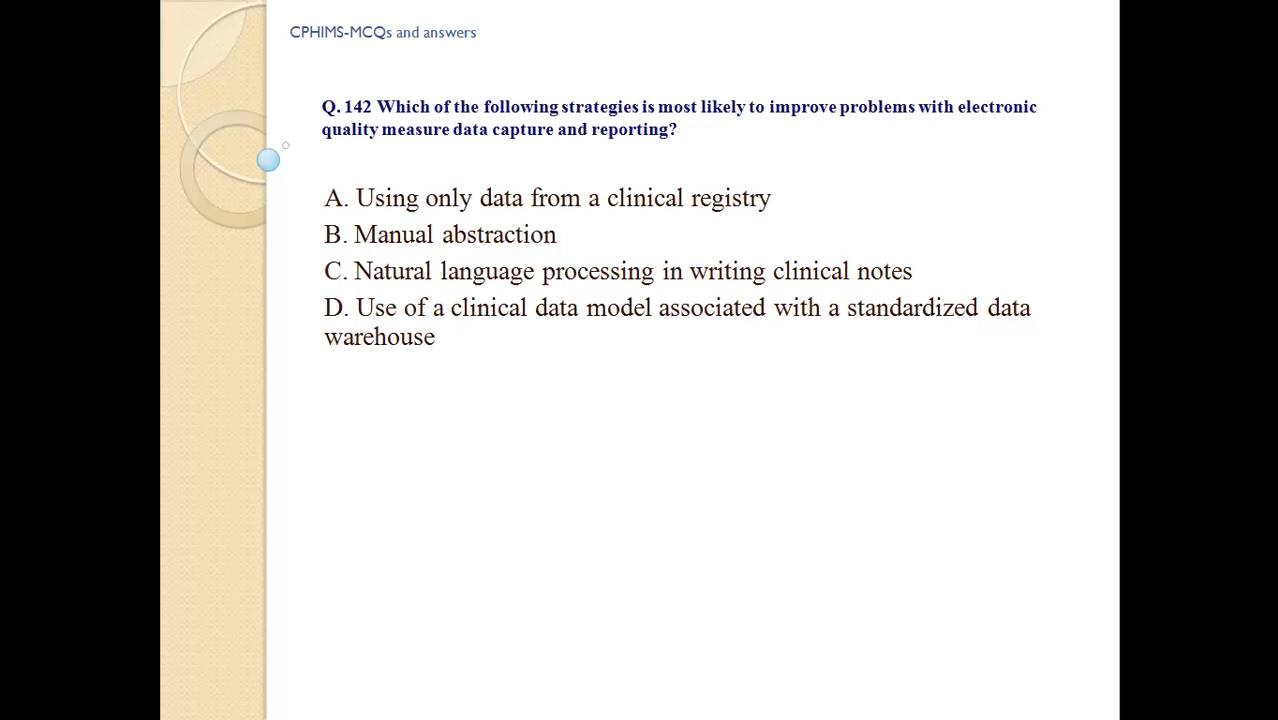 CPHIMS-MCQs and answers
Q. 142 Which of the following strategies is most likely to improve problems with electronic
quality measure data capture and reporting?
A. Using only data from a clinical registry
B. Manual abstraction
C. Natural language processing in writing clinical notes
D. Use of a clinical data model associated with a standardized data
warehouse